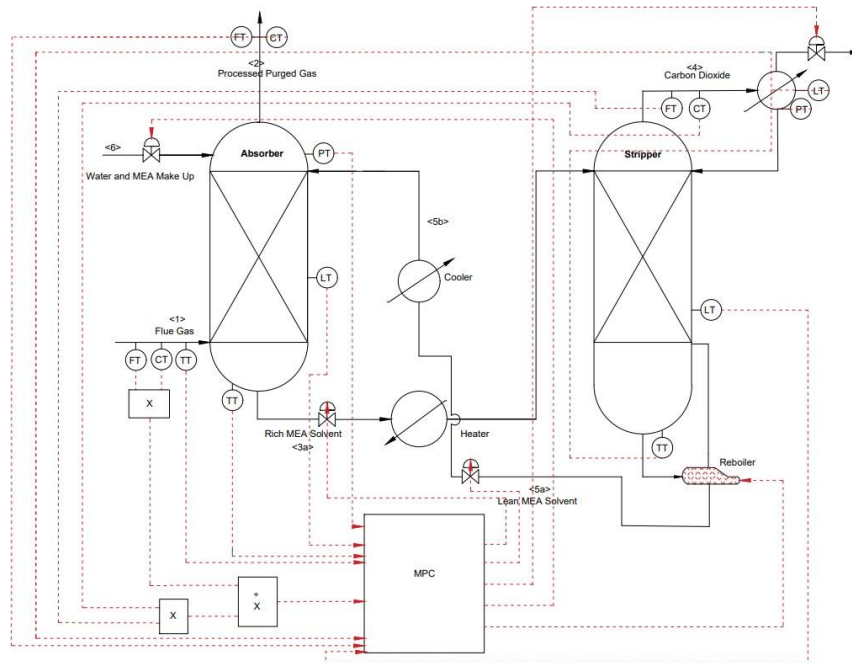 FT
CT
<2>
Processed Purged Gas
<4>
Carbon Dioxide
FT
CT
LT
PT
<6>
Water and MEA Make Up
Absorber
PT
Stripper
<5b>
Cooler
LT
LT
<1>
Flue Gas
FT
CT
TT
X
TT
Rich MEA Solvent
<3a>
Heater
TT
Reboiler
<5a>
Lean MEA Solvent
MPC
X
÷
X